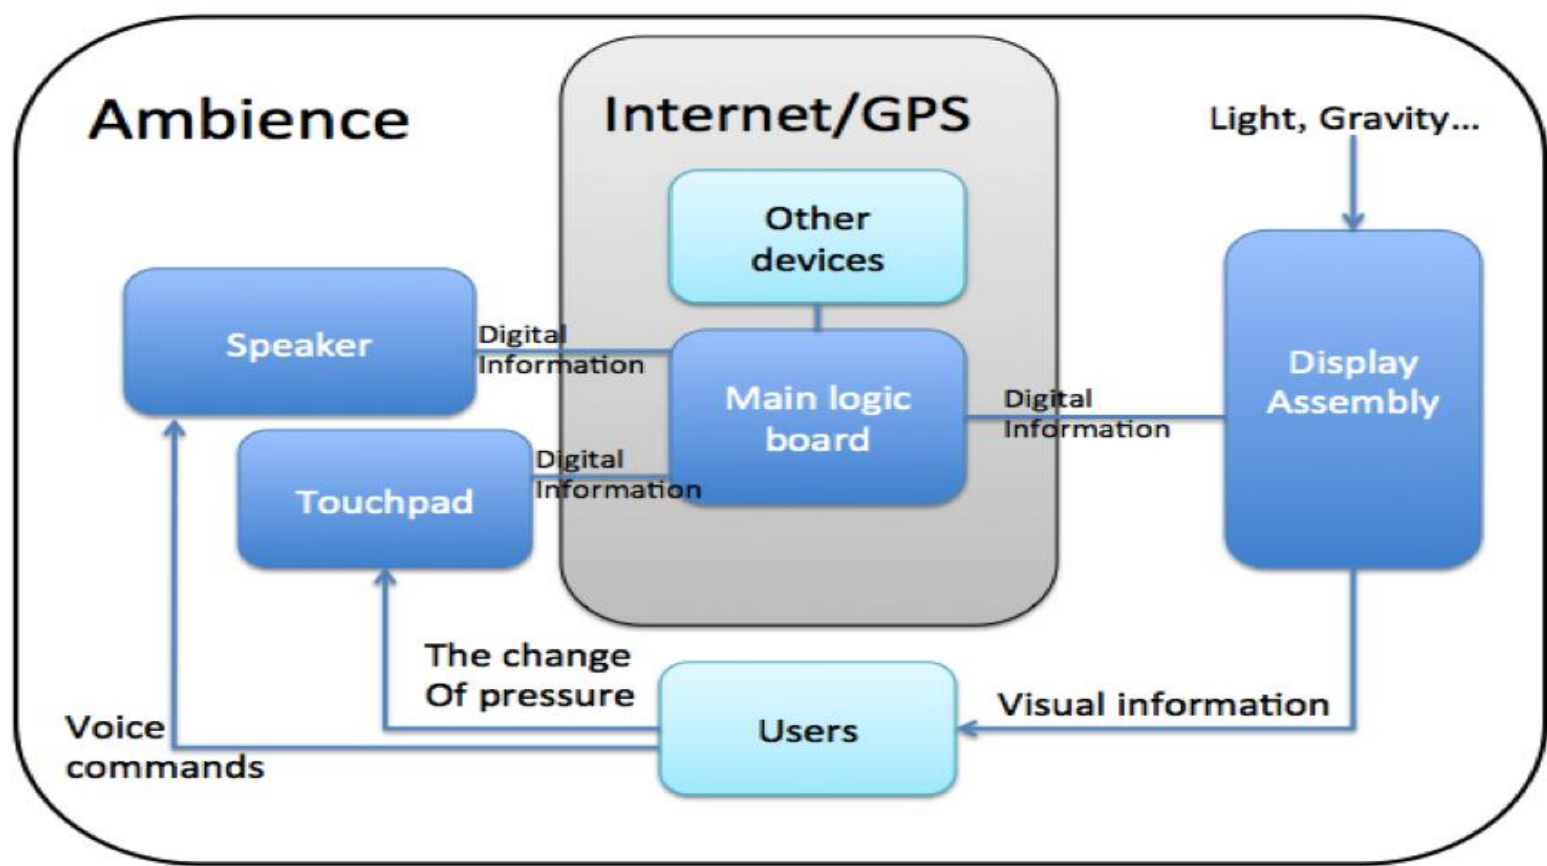 Ambience
Internet/GPS
Light, Gravity...
Other
devices
Speaker
Digital
Information
Main logic
board
Digital
Information
Display
Assembly
Touchpad
Digital
Information
The change
Of pressure
Voice
commands
Users
Visual information